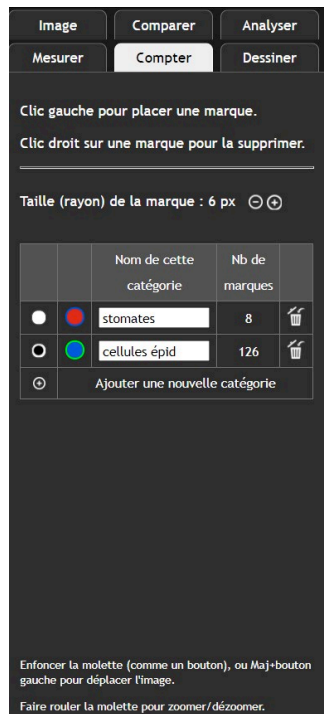 Image Comparer Analyser
Mesurer Compter Dessiner
Clic gauche pour placer une marque.
Clic droit sur une marque pour la supprimer.
Taille (rayon) de la marque : 6 px
Nom de cette
catégorie
Nb de
marques
stomates 8
cellules épid 126
Ajouter une nouvelle catégorie
Enfoncer la molette (comme un bouton), ou Maj+bouton
gauche pour déplacer l'image.
Faire rouler la molette pour zoomer/dézoomer.